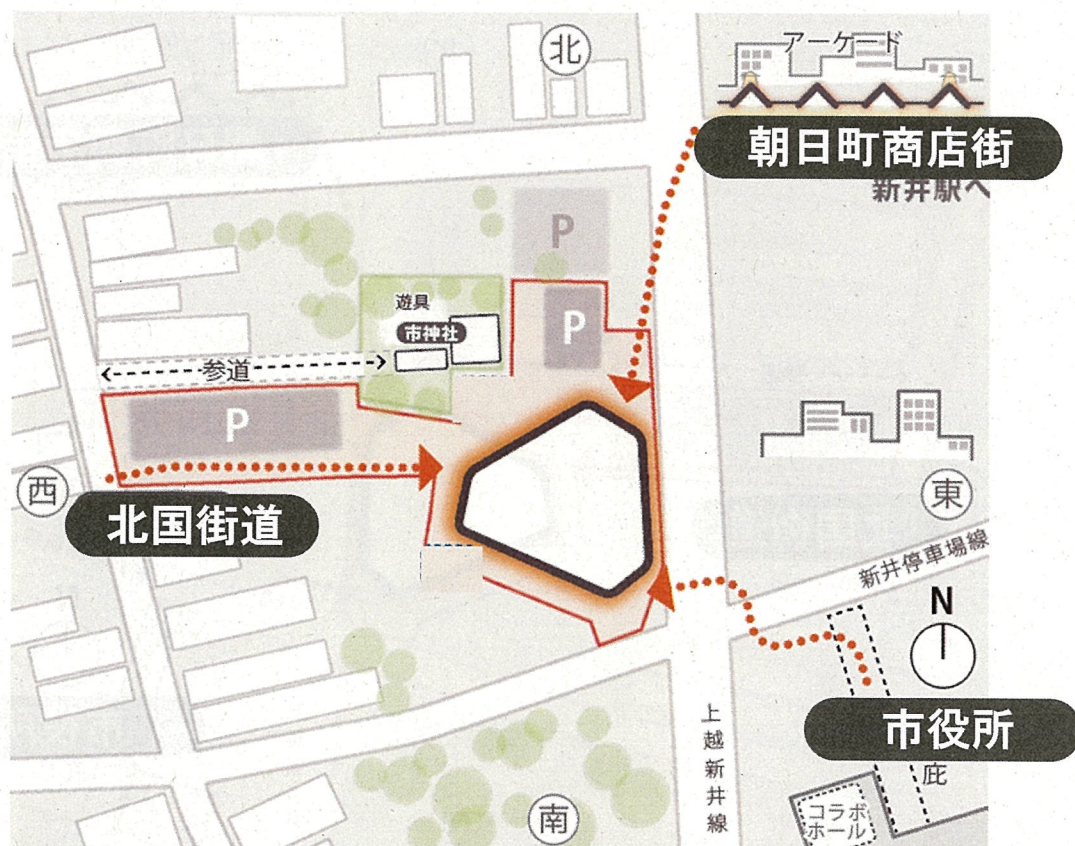 北
アーケード
朝日町商店街
新井駅へ
P
遊具
市神社
P
参道
P
西
北国街道
東
新井停車場線
N
市役所
庇
上越新井線
コラボ
ホール
南